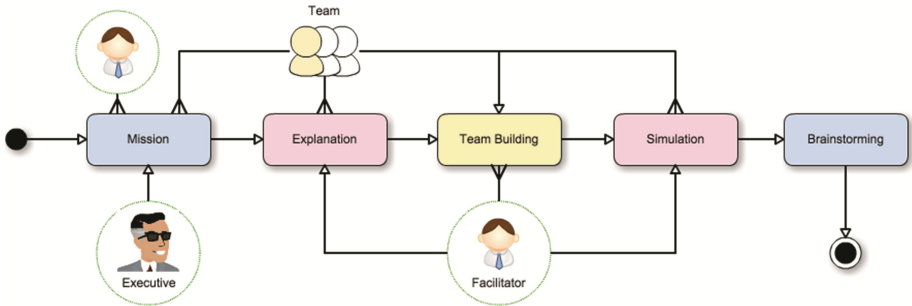 Team
Mission
Explanation
Team Building
Simulation
Brainstorming
Executive
Facilitator